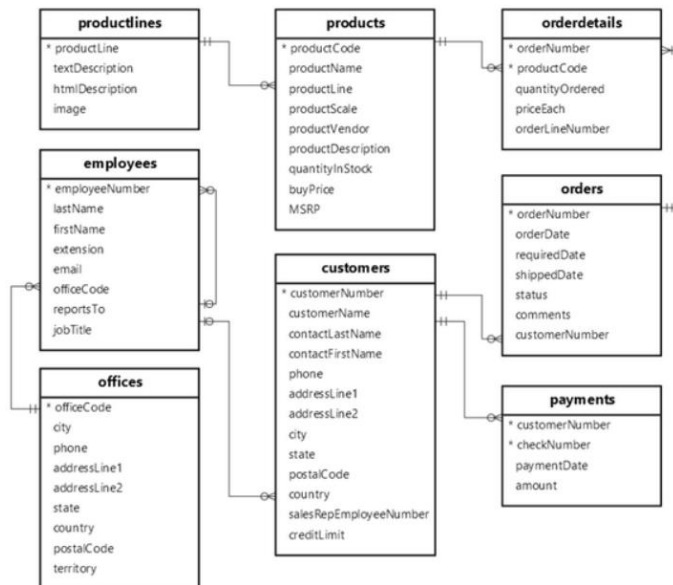 productlines
* productLine
textDescription
htmlDescription
image
products
* productCode
productName
productLine
productScale
productVendor
productDescription
quantityInStock
buyPrice
MSRP
orderdetails
* orderNumber
* productCode
quantityOrdered
priceEach
orderLineNumber
employees
* employeeNumber
lastName
firstName
extension
email
officeCode
reportsTo
jobTitle
customers
* customerNumber
customerName
contactLastName
contactFirstName
phone
addressLine1
addressLine2
city
state
postalCode
country
salesRepEmployeeNumber
creditLimit
orders
* orderNumber
orderDate
requiredDate
shippedDate
status
comments
customerNumber
offices
* officeCode
city
phone
addressLine1
addressLine2
state
country
postalCode
territory
payments
* customerNumber
* checkNumber
paymentDate
amount